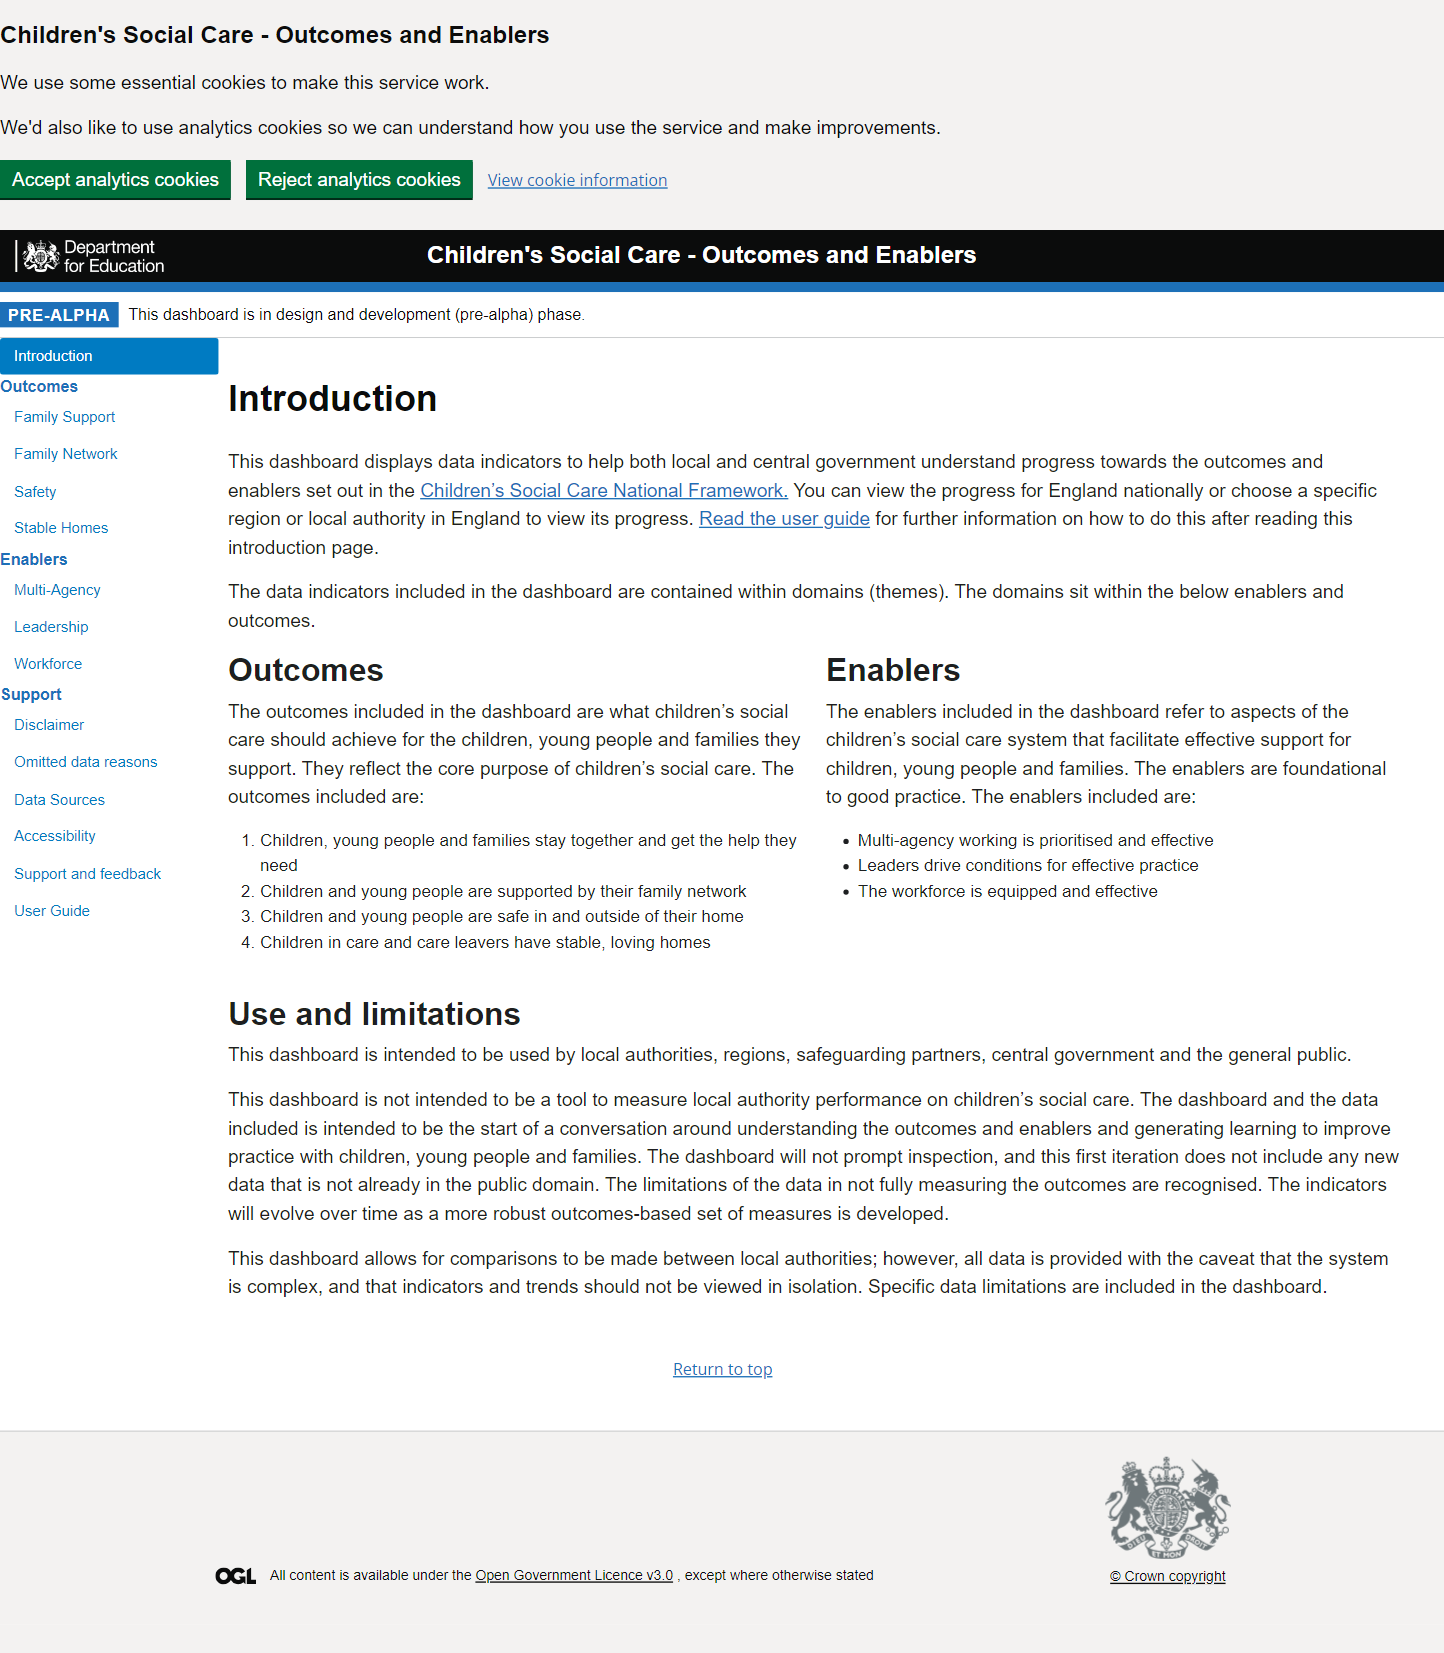 Children's Social Care - Outcomes and Enablers
We use some essential cookies to make this service work.
We'd also like to use analytics cookies so we can understand how you use the service and make improvements.
Accept analytics cookies
Reject analytics cookies
View cookie information
Department
for Education
Children's Social Care - Outcomes and Enablers
PRE-ALPHA
This dashboard is in design and development (pre-alpha) phase.
Introduction
Outcomes
Family Support
Family Network
Safety
Stable Homes
Enablers
Multi-Agency
Leadership
Workforce
Support
Disclaimer
Omitted data reasons
Data Sources
Accessibility
Support and feedback
User Guide
Introduction
This dashboard displays data indicators to help both local and central government understand progress towards the outcomes and
enablers set out in the Children’s Social Care National Framework. You can view the progress for England nationally or choose a specific
region or local authority in England to view its progress. Read the user guide for further information on how to do this after reading this
introduction page.
The data indicators included in the dashboard are contained within domains (themes). The domains sit within the below enablers and
outcomes.
Outcomes
The outcomes included in the dashboard are what children’s social
care should achieve for the children, young people and families they
support. They reflect the core purpose of children’s social care. The
outcomes included are:
1. Children, young people and families stay together and get the help they
need
2. Children and young people are supported by their family network
3. Children and young people are safe in and outside of their home
4. Children in care and care leavers have stable, loving homes
Enablers
The enablers included in the dashboard refer to aspects of the
children’s social care system that facilitate effective support for
children, young people and families. The enablers are foundational
to good practice. The enablers included are:
• Multi-agency working is prioritised and effective
• Leaders drive conditions for effective practice
• The workforce is equipped and effective
Use and limitations
This dashboard is intended to be used by local authorities, regions, safeguarding partners, central government and the general public.
This dashboard is not intended to be a tool to measure local authority performance on children’s social care. The dashboard and the data
included is intended to be the start of a conversation around understanding the outcomes and enablers and generating learning to improve
practice with children, young people and families. The dashboard will not prompt inspection, and this first iteration does not include any new
data that is not already in the public domain. The limitations of the data in not fully measuring the outcomes are recognised. The indicators
will evolve over time as a more robust outcomes-based set of measures is developed.
This dashboard allows for comparisons to be made between local authorities; however, all data is provided with the caveat that the system
is complex, and that indicators and trends should not be viewed in isolation. Specific data limitations are included in the dashboard.
Return to top
OGL
All content is available under the Open Government Licence v3.0 , except where otherwise stated
© Crown copyright